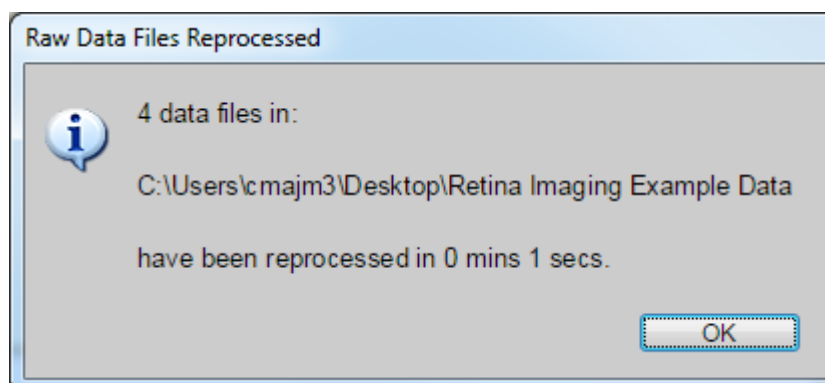 Raw Data Files Reprocessed
4 data files in:
C:\Users\cmajm3\Desktop\Retina Imaging Example Data
have been reprocessed in 0 mins 1 secs.
OK